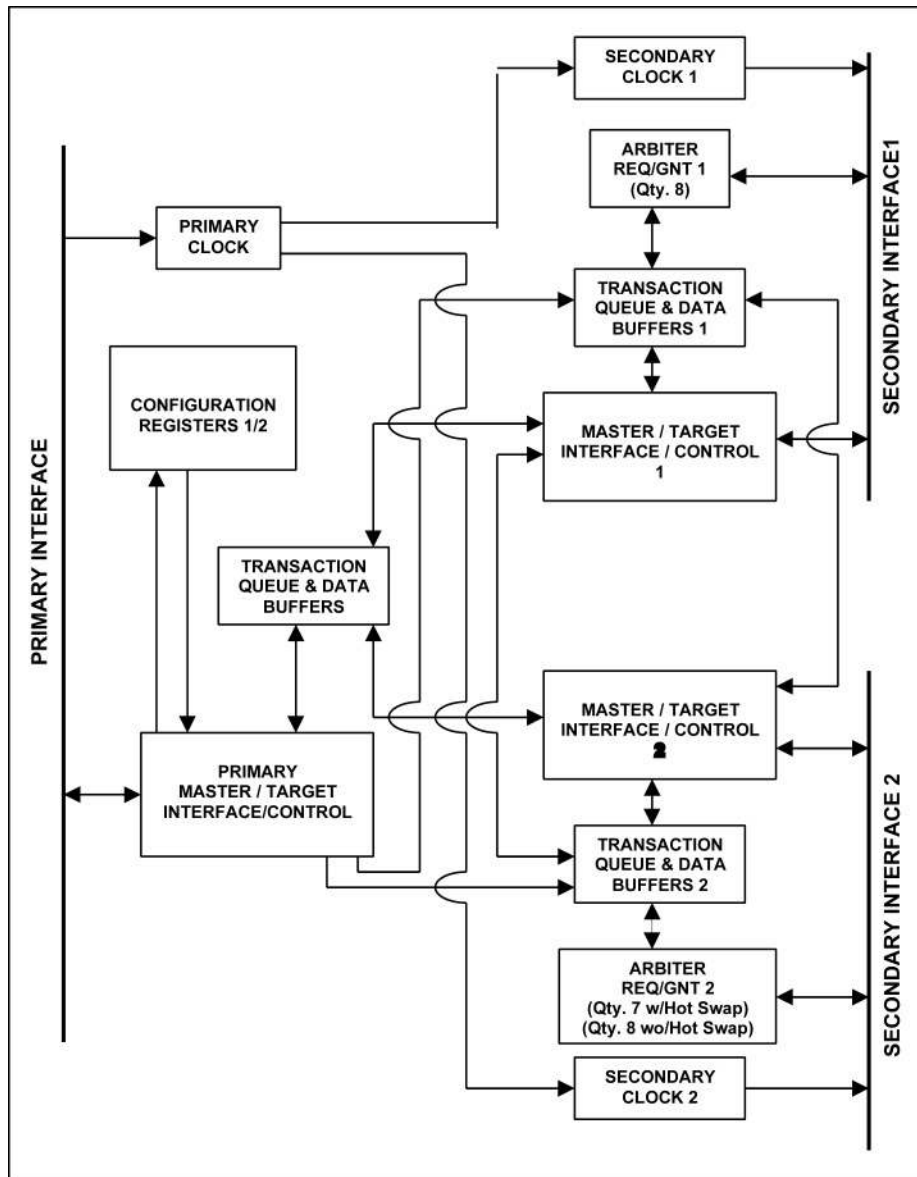 SECONDARY
CLOCK 1
ARBITER
REQ/GNT 1
(Qty. 8)
PRIMARY
CLOCK
TRANSACTION
QUEUE & DATA
BUFFERS 1
SECONDARY INTERFACE1
CONFIGURATION
REGISTERS 1/2
MASTER / TARGET
INTERFACE / CONTROL
1
PRIMARY INTERFACE
TRANSACTION
QUEUE & DATA
BUFFERS
MASTER / TARGET
INTERFACE / CONTROL
2
PRIMARY
MASTER / TARGET
INTERFACE/CONTROL
TRANSACTION
QUEUE & DATA
BUFFERS 2
SECONDARY INTERFACE 2
ARBITER
REQ/GNT 2
(Qty. 7 w/Hot Swap)
(Qty. 8 wo/Hot Swap)
SECONDARY
CLOCK 2